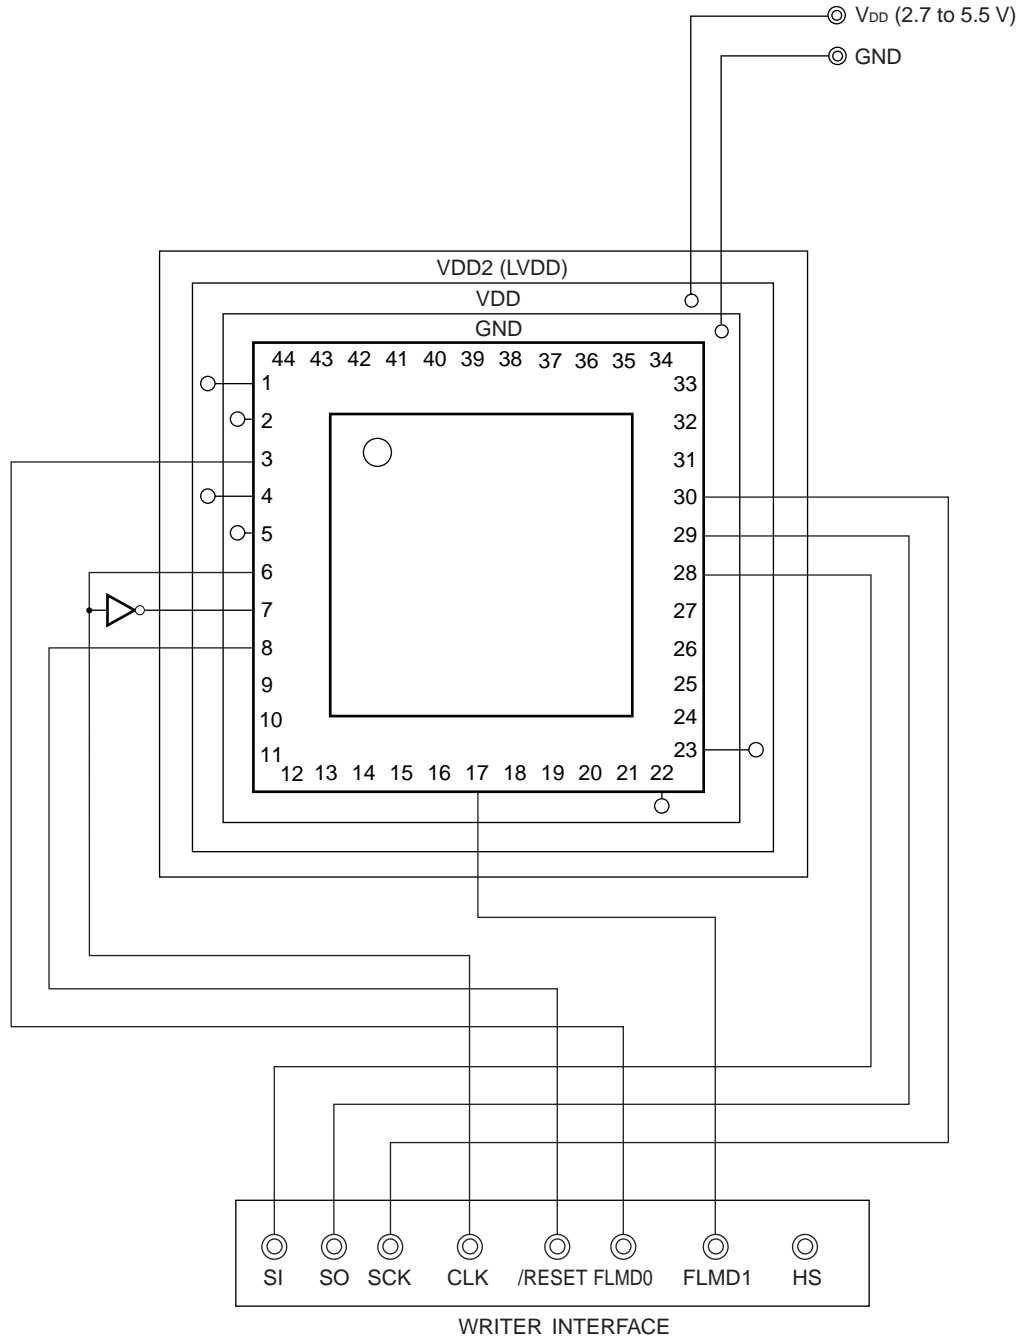 VDD (2.7 to 5.5 V)
GND
VDD2 (LVDD)
VDD
GND
44 43 42 41 40 39 38 37 36 35 34
1 33
2 32
3 31
4 30
5 29
6 28
7 27
8 26
9 25
10 24
11 23
12 13 14 15 16 17 18 19 20 21 22
SI SO SCK CLK /RESET FLMD0 FLMD1 HS
WRITER INTERFACE